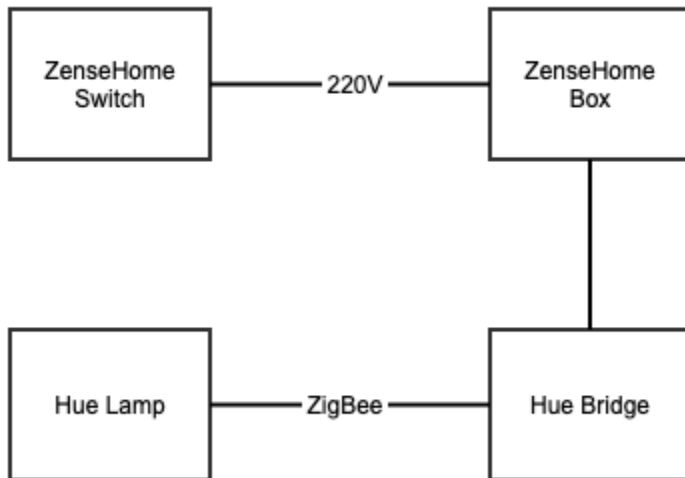 ZenseHome
Switch
220V
ZenseHome
Box
Hue Lamp
ZigBee
Hue Bridge